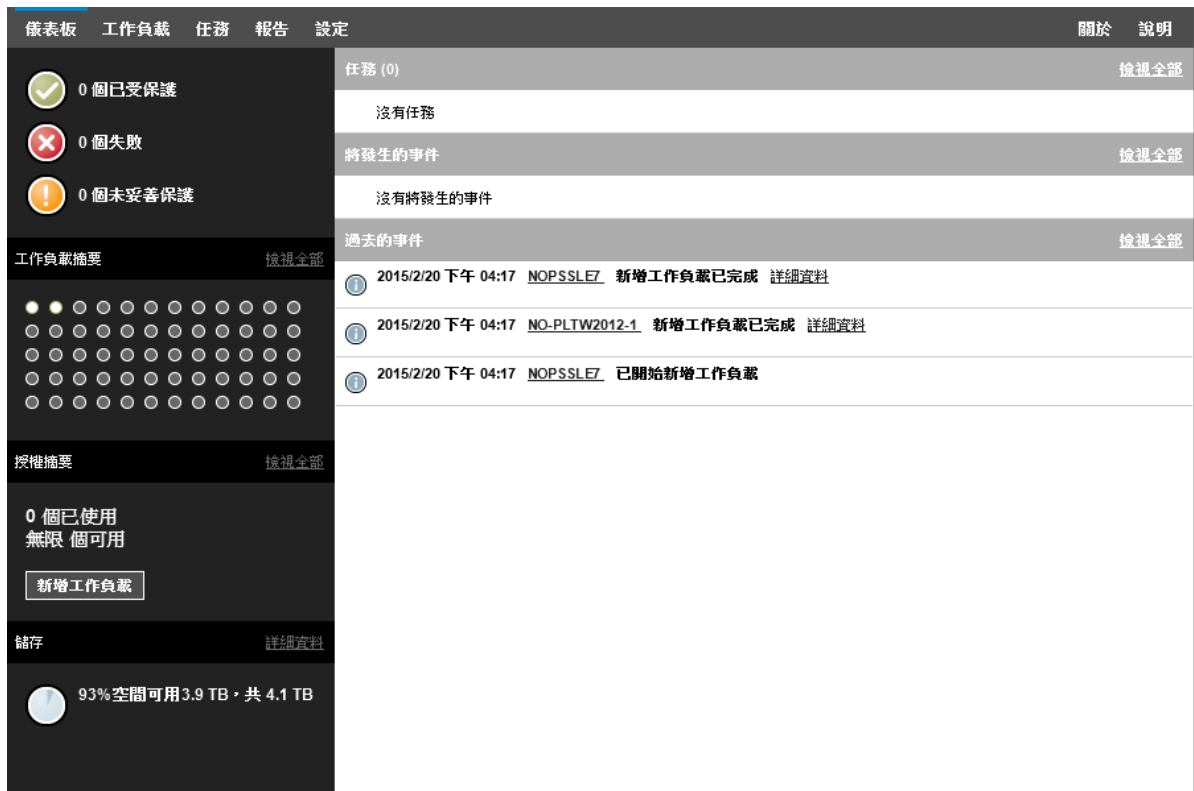 儀表板 工作負載 任務 報告 設定 關於 說明
0 個已受保護
0 個失敗
0 個未妥善保護
工作負載摘要 檢視全部
授權摘要 檢視全部
0 個已使用
無限 個可用
新增工作負載
儲存 詳細資料
93%空間可用3.9 TB，共 4.1 TB
任務 (0) 檢視全部
沒有任務
將發生的事件 檢視全部
沒有將發生的事件
過去的事件 檢視全部
2015/2/20 下午 04:17 NOPSSLE7 新增工作負載已完成 詳細資料
2015/2/20 下午 04:17 NO-PLTW2012-1 新增工作負載已完成 詳細資料
2015/2/20 下午 04:17 NOPSSLE7 已開始新增工作負載